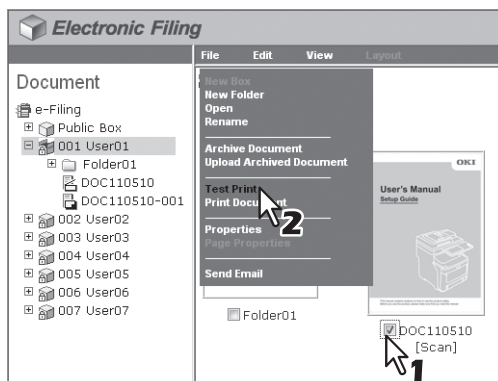 Electronic Filing
File Edit View Layout
Document
e-Filing
Public Box
001 User01
Folder01
DOC110510
DOC110510-001
002 User02
003 User03
004 User04
005 User05
006 User06
007 User07
New Box
New Folder
Open
Rename
Archive Document
Upload Archived Document
Test Print
Print Document
Properties
Page Properties
Send Email
2
Folder01
OKI
User's Manual
Setup Guide
DOC110510
[Scan]
1